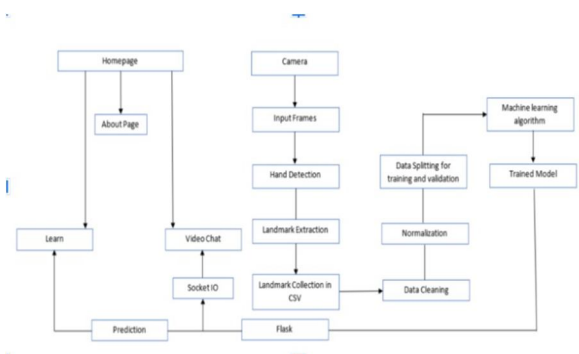 Homepage
About Page
Learn
Video Chat
Socket IO
Prediction
Flask
Camera
Input Frames
Hand Detection
Landmark Extraction
Landmark Collection in
CSV
Data Cleaning
Normalization
Data Splitting for
training and validation
Machine learning
algorithm
Trained Model